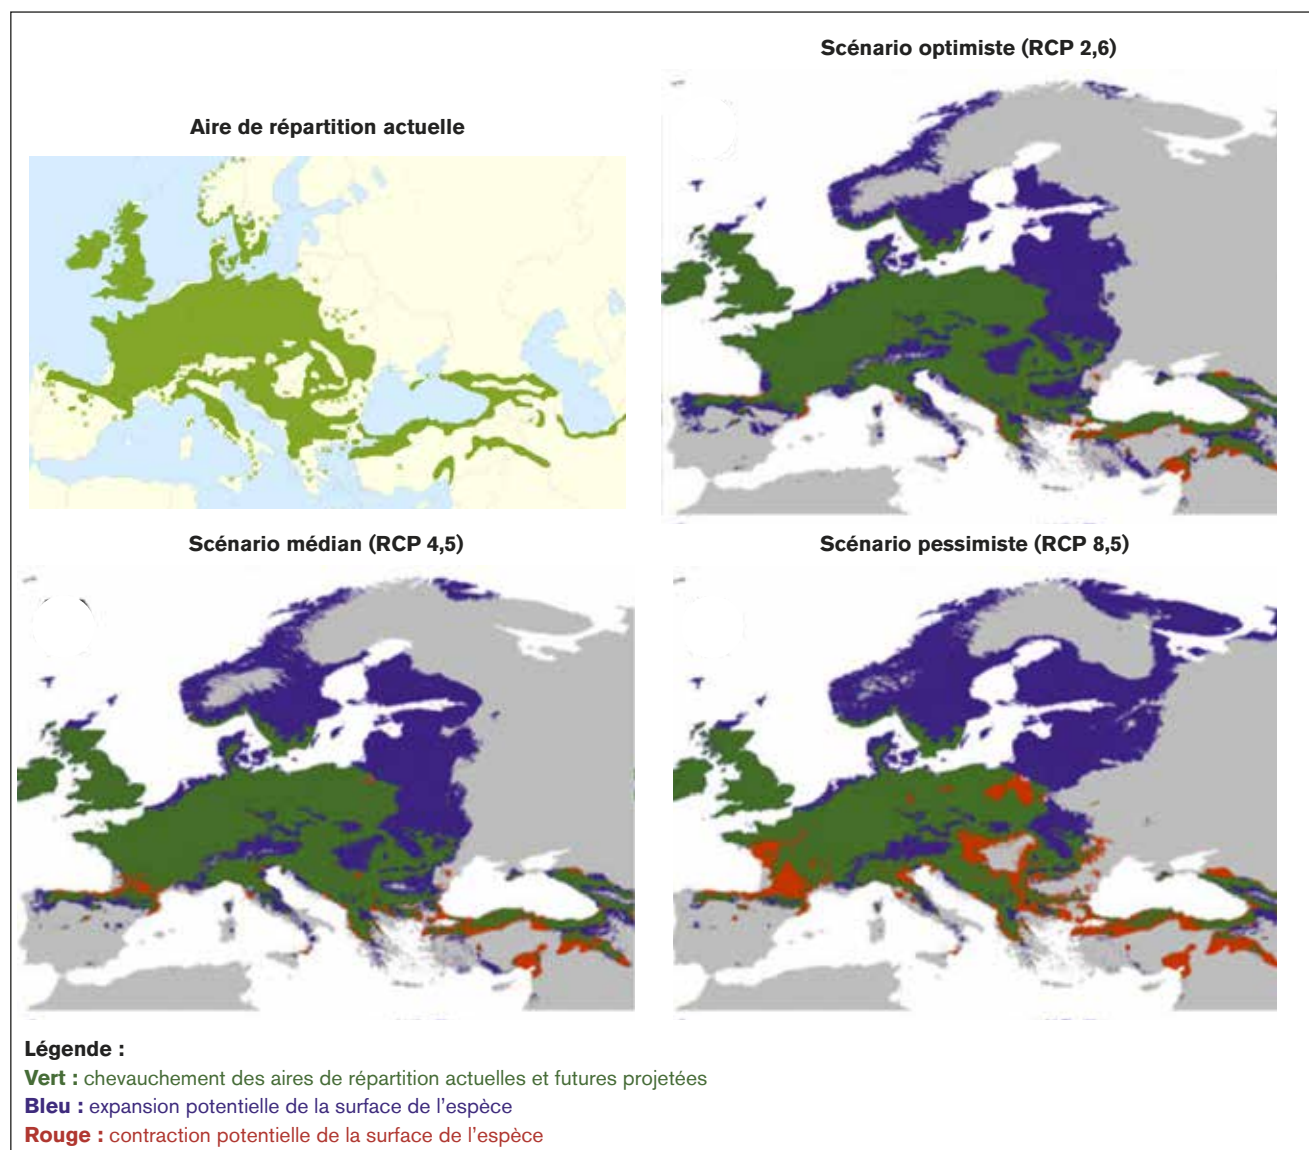 Scénario optimiste (RCP 2,6)
Aire de répartition actuelle
Scénario médian (RCP 4,5)
Scénario pessimiste (RCP 8,5)
Légende :
Vert : chevauchement des aires de répartition actuelles et futures projetées
Bleu : expansion potentielle de la surface de l’espèce
Rouge : contraction potentielle de la surface de l’espèce